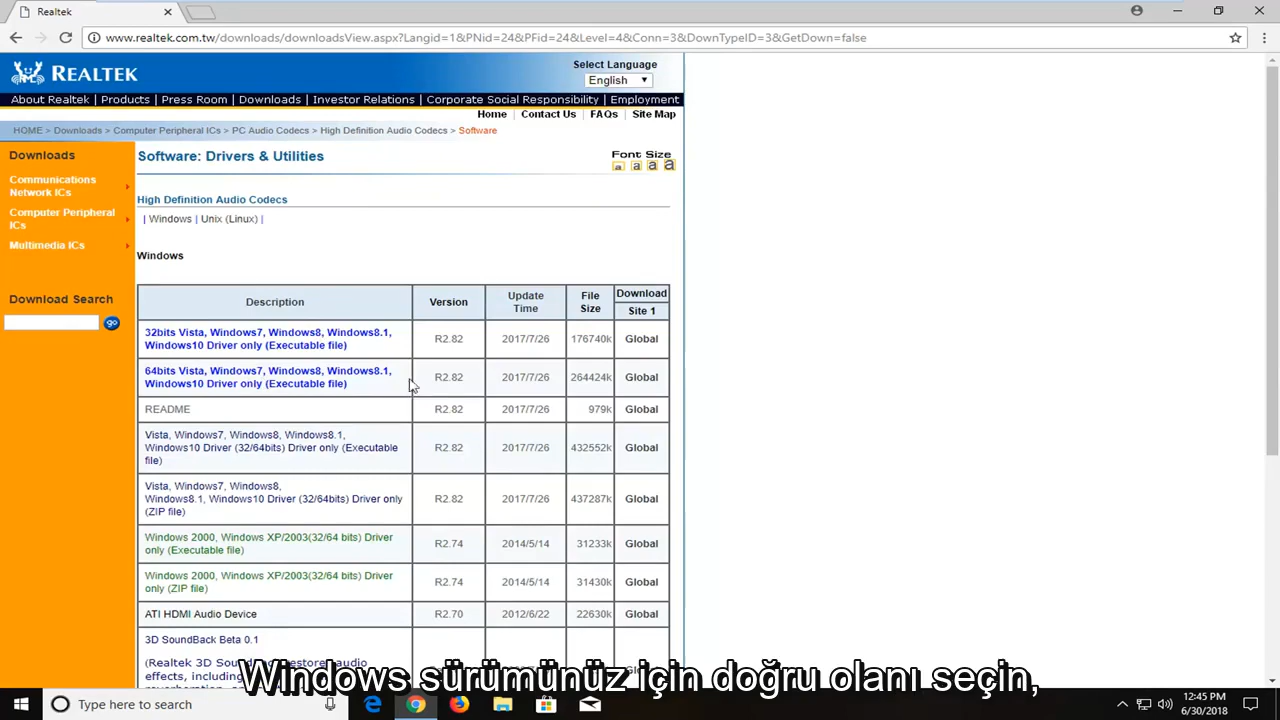 Realtek
www.realtek.com.tw/downloads/downloadsView.aspx?Langid=1&PNid=24&PFid=24&Level=4&Conn=3&DownTypeID=3&GetDown=false
REALTEK
Select Language
English
About Realtek | Products | Press Room | Downloads | Investor Relations | Corporate Social Responsibility | Employment
Home Contact Us FAQs Site Map
HOME > Downloads > Computer Peripheral ICs > PC Audio Codecs > High Definition Audio Codecs > Software
Downloads
Communications
Network ICs
Computer Peripheral
ICs
Multimedia ICs
Download Search
go
Software: Drivers & Utilities
Font Size
a a a a
High Definition Audio Codecs
| Windows | Unix (Linux) |
Windows
Description Version Update Time File Size Download Site 1
32bits Vista, Windows7, Windows8, Windows8.1,
Windows10 Driver only (Executable file) R2.82 2017/7/26 176740k Global
64bits Vista, Windows7, Windows8, Windows8.1,
Windows10 Driver only (Executable file) R2.82 2017/7/26 264424k Global
README R2.82 2017/7/26 979k Global
Vista, Windows7, Windows8, Windows8.1,
Windows10 Driver (32/64bits) Driver only (Executable
file) R2.82 2017/7/26 432552k Global
Vista, Windows7, Windows8,
Windows8.1, Windows10 Driver (32/64bits) Driver only
(ZIP file) R2.82 2017/7/26 437287k Global
Windows 2000, Windows XP/2003(32/64 bits) Driver
only (Executable file) R2.74 2014/5/14 31233k Global
Windows 2000, Windows XP/2003(32/64 bits) Driver
only (ZIP file) R2.74 2014/5/14 31430k Global
ATI HDMI Audio Device R2.70 2012/6/22 22630k Global
3D SoundBack Beta 0.1
(Realtek 3D audio
effects,
Windows sürümünüz için doğru olanı seçin,
Type here to search
12:45 PM
6/30/2018